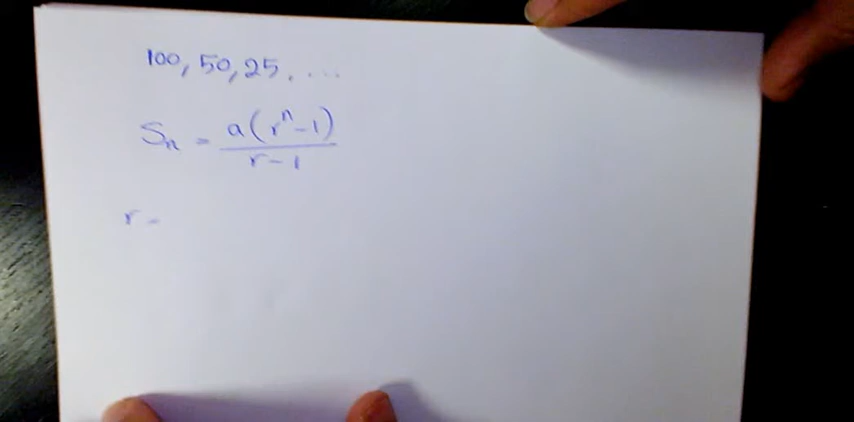 100, 50, 25, ...
Sn = a(r^n - 1) / r - 1
r =